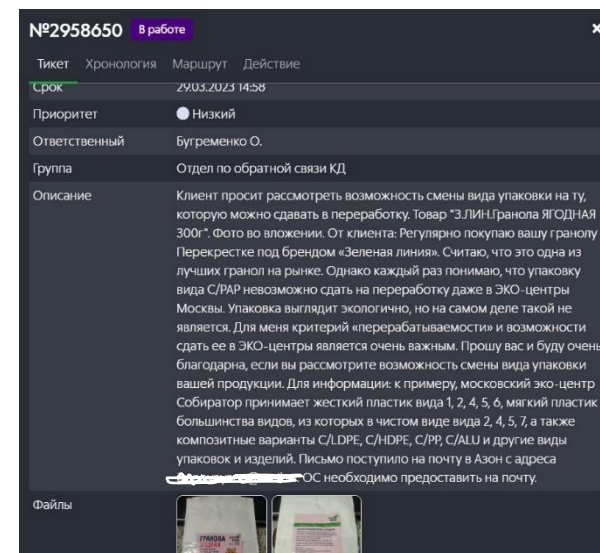 №2958650 В работе
Тикет Хронология Маршрут Действие
Срок 29.03.2023 14:58
Приоритет Низкий
Ответственный Бугременко О.
Группа Отдел по обратной связи КД
Описание Клиент просит рассмотреть возможность смены вида упаковки на ту,
которую можно сдавать в переработку. Товар "З.ЛИН.Гранола ЯГОДНАЯ
300г". Фото во вложении. От клиента: Регулярно покупаю вашу гранолу
Перекрестке под брендом «Зеленая линия». Считаю, что это одна из
лучших гранол на рынке. Однако каждый раз понимаю, что упаковку
вида С/РАР невозможно сдать на переработку даже в ЭКО-центры
Москвы. Упаковка выглядит экологично, но на самом деле такой не
является. Для меня критерий «перерабатываемости» и возможности
сдать ее в ЭКО-центры является очень важным. Прошу вас и буду очень
благодарна, если вы рассмотрите возможность смены вида упаковки
вашей продукции. Для информации: к примеру, московский эко-центр
Собиратор принимает жесткий пластик вида 1, 2, 4, 5, 6, мягкий пластик
большинства видов, из которых в чистом виде вида 2, 4, 5, 7, а также
композитные варианты C/LDPE, C/HDPE, C/PP, C/ALU и другие виды
упаковок и изделий. Письмо поступило на почту в Азон с адреса
ОС необходимо предоставить на почту.
Файлы
ГРАНОЛА